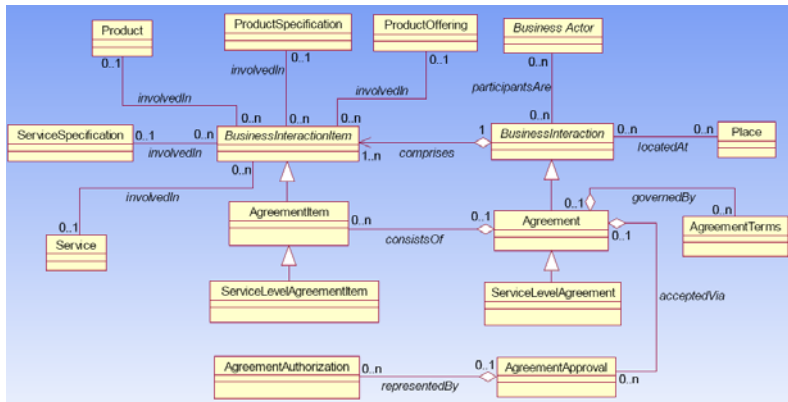 Product
0..1
ProductSpecification
0..1
ProductOffering
0..1
Business Actor
0..n
involvedIn
involvedIn
involvedIn
participantsAre
ServiceSpecification
0..1
involvedIn
0..n
0..n
0..n
0..n
BusinessInteractionItem
0..n
1..n
comprises
1
0..n
BusinessInteraction
0..n
0..n
locatedAt
Place
involvedIn
0..1
Service
AgreementItem
0..n
consistsOf
0..1
Agreement
0..1
0..1
governedBy
0..n
AgreementTerms
ServiceLevelAgreementItem
ServiceLevelAgreement
acceptedVia
AgreementAuthorization
0..n
representedBy
0..1
AgreementApproval
0..n